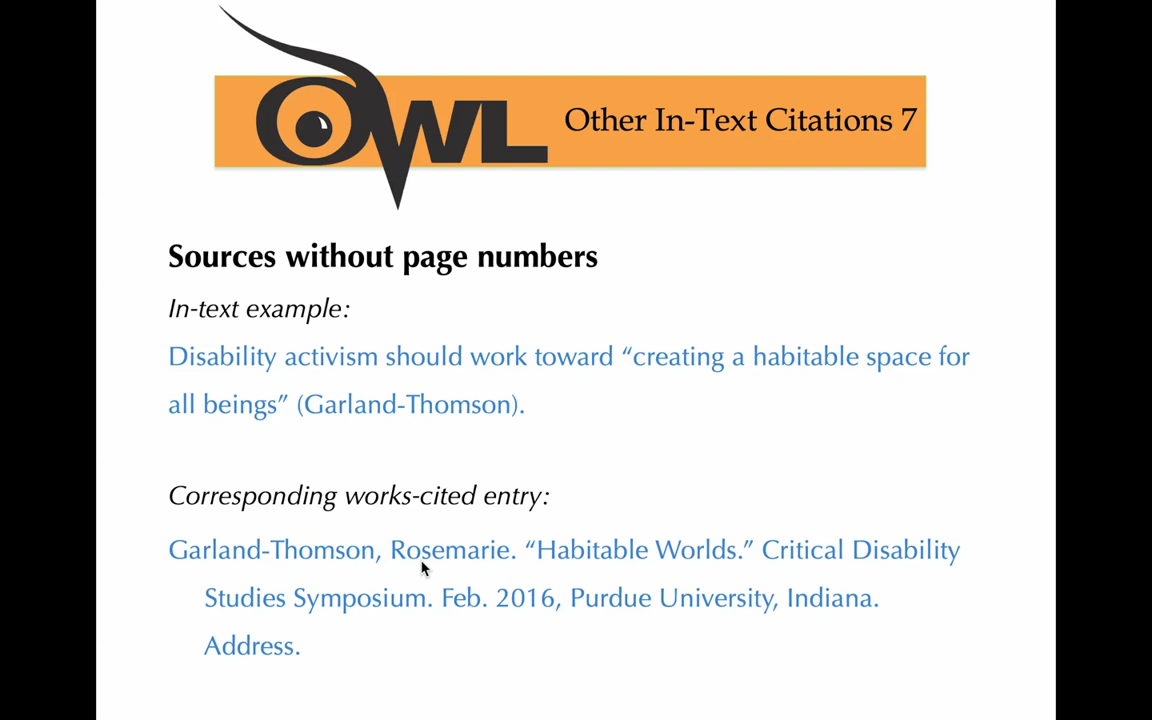 OWL
Other In-Text Citations 7
Sources without page numbers
In-text example:
Disability activism should work toward “creating a habitable space for
all beings” (Garland-Thomson).
Corresponding works-cited entry:
Garland-Thomson, Rosemarie. “Habitable Worlds.” Critical Disability
Studies Symposium. Feb. 2016, Purdue University, Indiana.
Address.